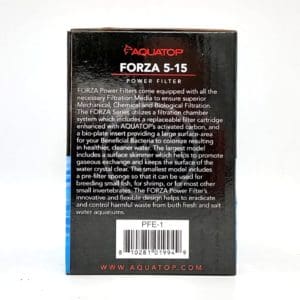 AQUATOP
FORZA 5-15
POWER FILTER
FORZA Power Filters come equipped with all the
necessary Filtration Media to ensure superior
Mechanical, Chemical and Biological Filtration.
The FORZA Series utilizes a filtration chamber
system which includes a replaceable filter cartridge
enhanced with AQUATOP's activated carbon, and
a bio-plate insert providing a large surface area for
your Beneficial Bacteria to colonize resulting
in healthier, cleaner water. The largest model
includes a surface skimmer which helps to promote
gaseous exchange and keeps the surface of the
water crystal clear. The smallest model includes
a pre-filter sponge so that it can be used for
breeding small fish, for shrimp, or for most other
small invertebrates. The FORZA Power Filter's
innovative and flexible design helps to eradicate
and control harmful waste from both fresh and salt
water aquariums.
PFE-1
8 10281 01994 9
WWW.AQUATOP.COM